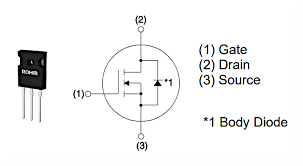 ROHM
(2)
(1)
*1
(3)
(1) Gate
(2) Drain
(3) Source
*1 Body Diode